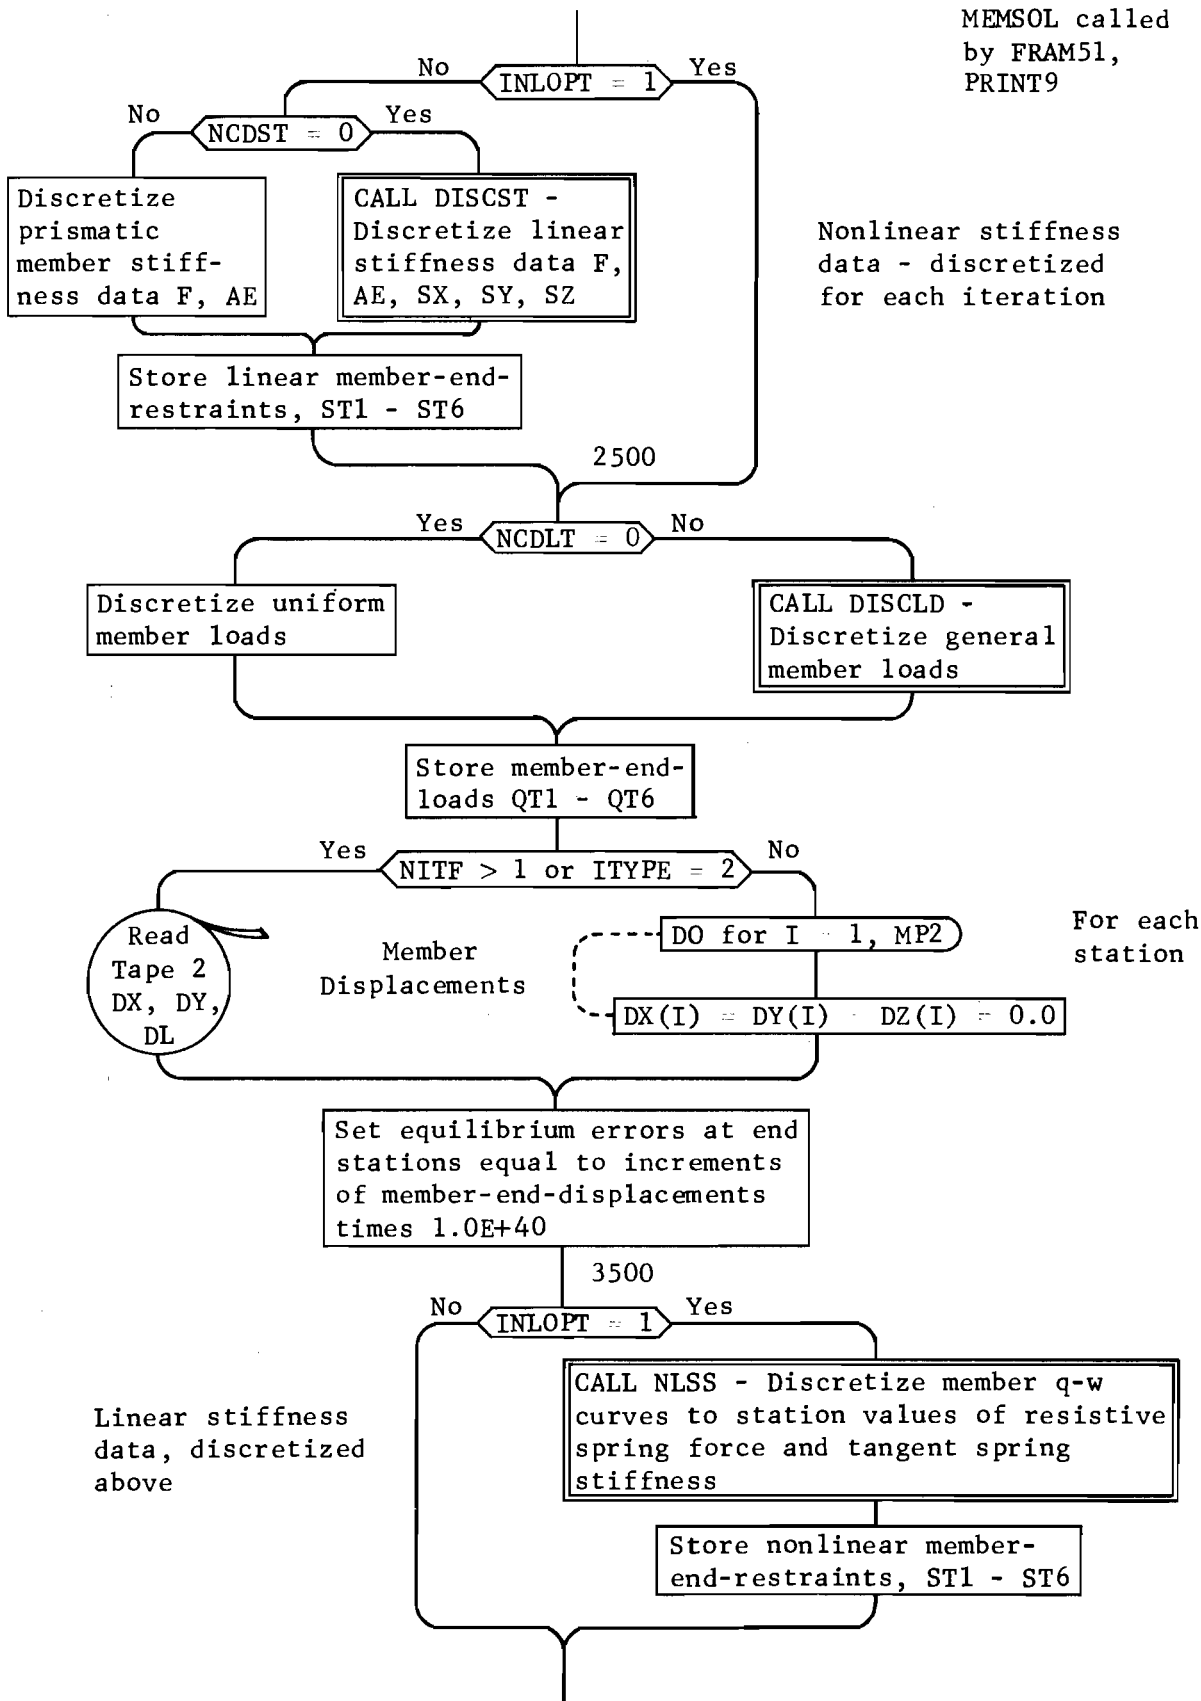 MEMSOL called
by FRAM51,
PRINT9
No
INLOPT = 1
Yes
No
NCDST = 0
Yes
Discretize
prismatic
member stiff-
ness data F, AE
CALL DISCST -
Discretize linear
stiffness data F,
AE, SX, SY, SZ
Nonlinear stiffness
data - discretized
for each iteration
Store linear member-end-
restraints, ST1 - ST6
2500
Yes
NCDLT = 0
No
Discretize uniform
member loads
CALL DISCLD -
Discretize general
member loads
Store member-end-
loads QT1 - QT6
Yes
NITF > 1 or ITYPE = 2
No
Read
Tape 2
DX, DY,
DL
Member
Displacements
DO for I = 1, MP2
For each
station
DX(I) = DY(I) = DZ(I) = 0.0
Set equilibrium errors at end
stations equal to increments
of member-end-displacements
times 1.0E+40
3500
No
INLOPT = 1
Yes
Linear stiffness
data, discretized
above
CALL NLSS - Discretize member q-w
curves to station values of resistive
spring force and tangent spring
stiffness
Store nonlinear member-
end-restraints, ST1 - ST6